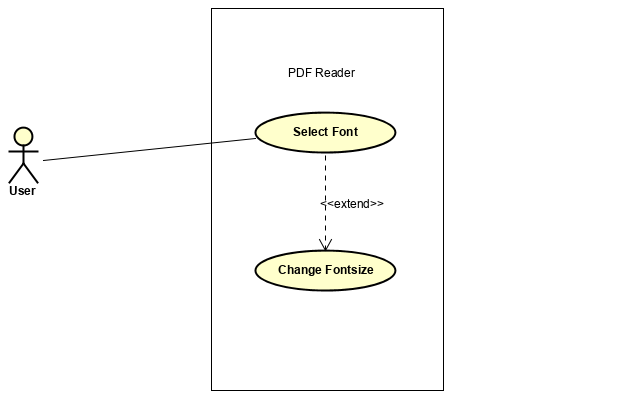 PDF Reader
Select Font
User
<<extend>>
Change Fontsize